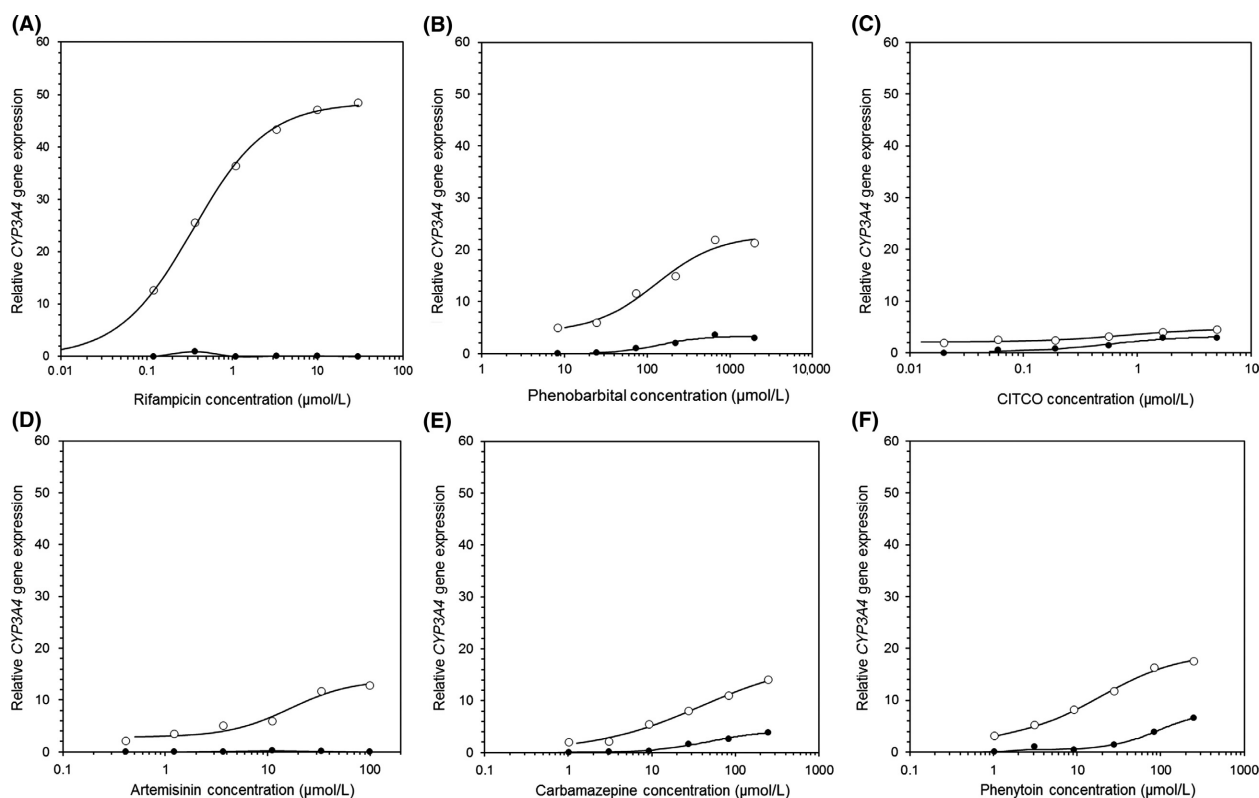 (A)
60
50
40
30
20
10
0
Relative CYP3A4 gene expression
0.01 0.1 1 10 100
Rifampicin concentration (µmol/L)
(B)
60
50
40
30
20
10
0
Relative CYP3A4 gene expression
1 10 100 1000 10,000
Phenobarbital concentration (µmol/L)
(C)
60
50
40
30
20
10
0
Relative CYP3A4 gene expression
0.01 0.1 1 10
CITCO concentration (µmol/L)
(D)
60
50
40
30
20
10
0
Relative CYP3A4 gene expression
0.1 1 10 100
Artemisinin concentration (µmol/L)
(E)
60
50
40
30
20
10
0
Relative CYP3A4 gene expression
0.1 1 10 100 1000
Carbamazepine concentration (µmol/L)
(F)
60
50
40
30
20
10
0
Relative CYP3A4 gene expression
0.1 1 10 100 1000
Phenytoin concentration (µmol/L)